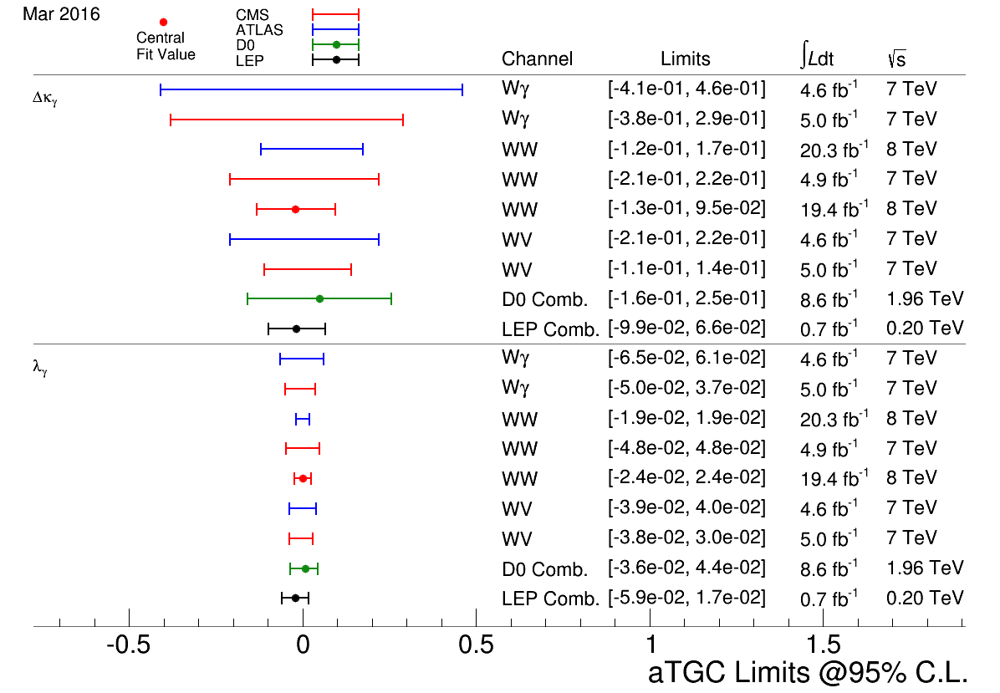 Mar 2016
Central
Fit Value
CMS
ATLAS
D0
LEP
Channel Limits ∫Ldt √s
Δκγ
Wγ [-4.1e-01, 4.6e-01] 4.6 fb⁻¹ 7 TeV
Wγ [-3.8e-01, 2.9e-01] 5.0 fb⁻¹ 7 TeV
WW [-1.2e-01, 1.7e-01] 20.3 fb⁻¹ 8 TeV
WW [-2.1e-01, 2.2e-01] 4.9 fb⁻¹ 7 TeV
WW [-1.3e-01, 9.5e-02] 19.4 fb⁻¹ 8 TeV
WV [-2.1e-01, 2.2e-01] 4.6 fb⁻¹ 7 TeV
WV [-1.1e-01, 1.4e-01] 5.0 fb⁻¹ 7 TeV
D0 Comb. [-1.6e-01, 2.5e-01] 8.6 fb⁻¹ 1.96 TeV
LEP Comb. [-9.9e-02, 6.6e-02] 0.7 fb⁻¹ 0.20 TeV
λγ
Wγ [-6.5e-02, 6.1e-02] 4.6 fb⁻¹ 7 TeV
Wγ [-5.0e-02, 3.7e-02] 5.0 fb⁻¹ 7 TeV
WW [-1.9e-02, 1.9e-02] 20.3 fb⁻¹ 8 TeV
WW [-4.8e-02, 4.8e-02] 4.9 fb⁻¹ 7 TeV
WW [-2.4e-02, 2.4e-02] 19.4 fb⁻¹ 8 TeV
WV [-3.9e-02, 4.0e-02] 4.6 fb⁻¹ 7 TeV
WV [-3.8e-02, 3.0e-02] 5.0 fb⁻¹ 7 TeV
D0 Comb. [-3.6e-02, 4.4e-02] 8.6 fb⁻¹ 1.96 TeV
LEP Comb. [-5.9e-02, 1.7e-02] 0.7 fb⁻¹ 0.20 TeV
-0.5 0 0.5 1 1.5
aTGC Limits @95% C.L.